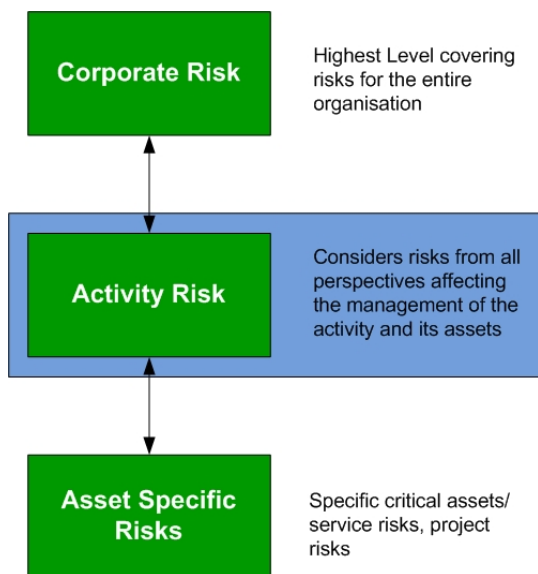 Corporate Risk
Highest Level covering
risks for the entire
organisation
Activity Risk
Considers risks from all
perspectives affecting
the management of the
activity and its assets
Asset Specific
Risks
Specific critical assets/
service risks, project
risks